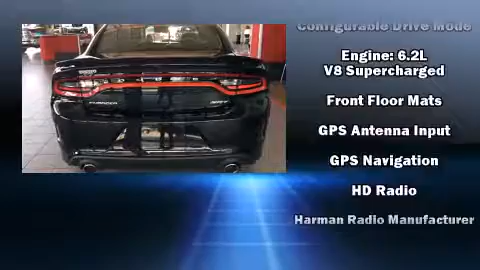 Configurable Drive Mode
Engine: 6.2L
V8 Supercharged
Front Floor Mats
GPS Antenna Input
GPS Navigation
HD Radio
Harman Radio Manufacturer